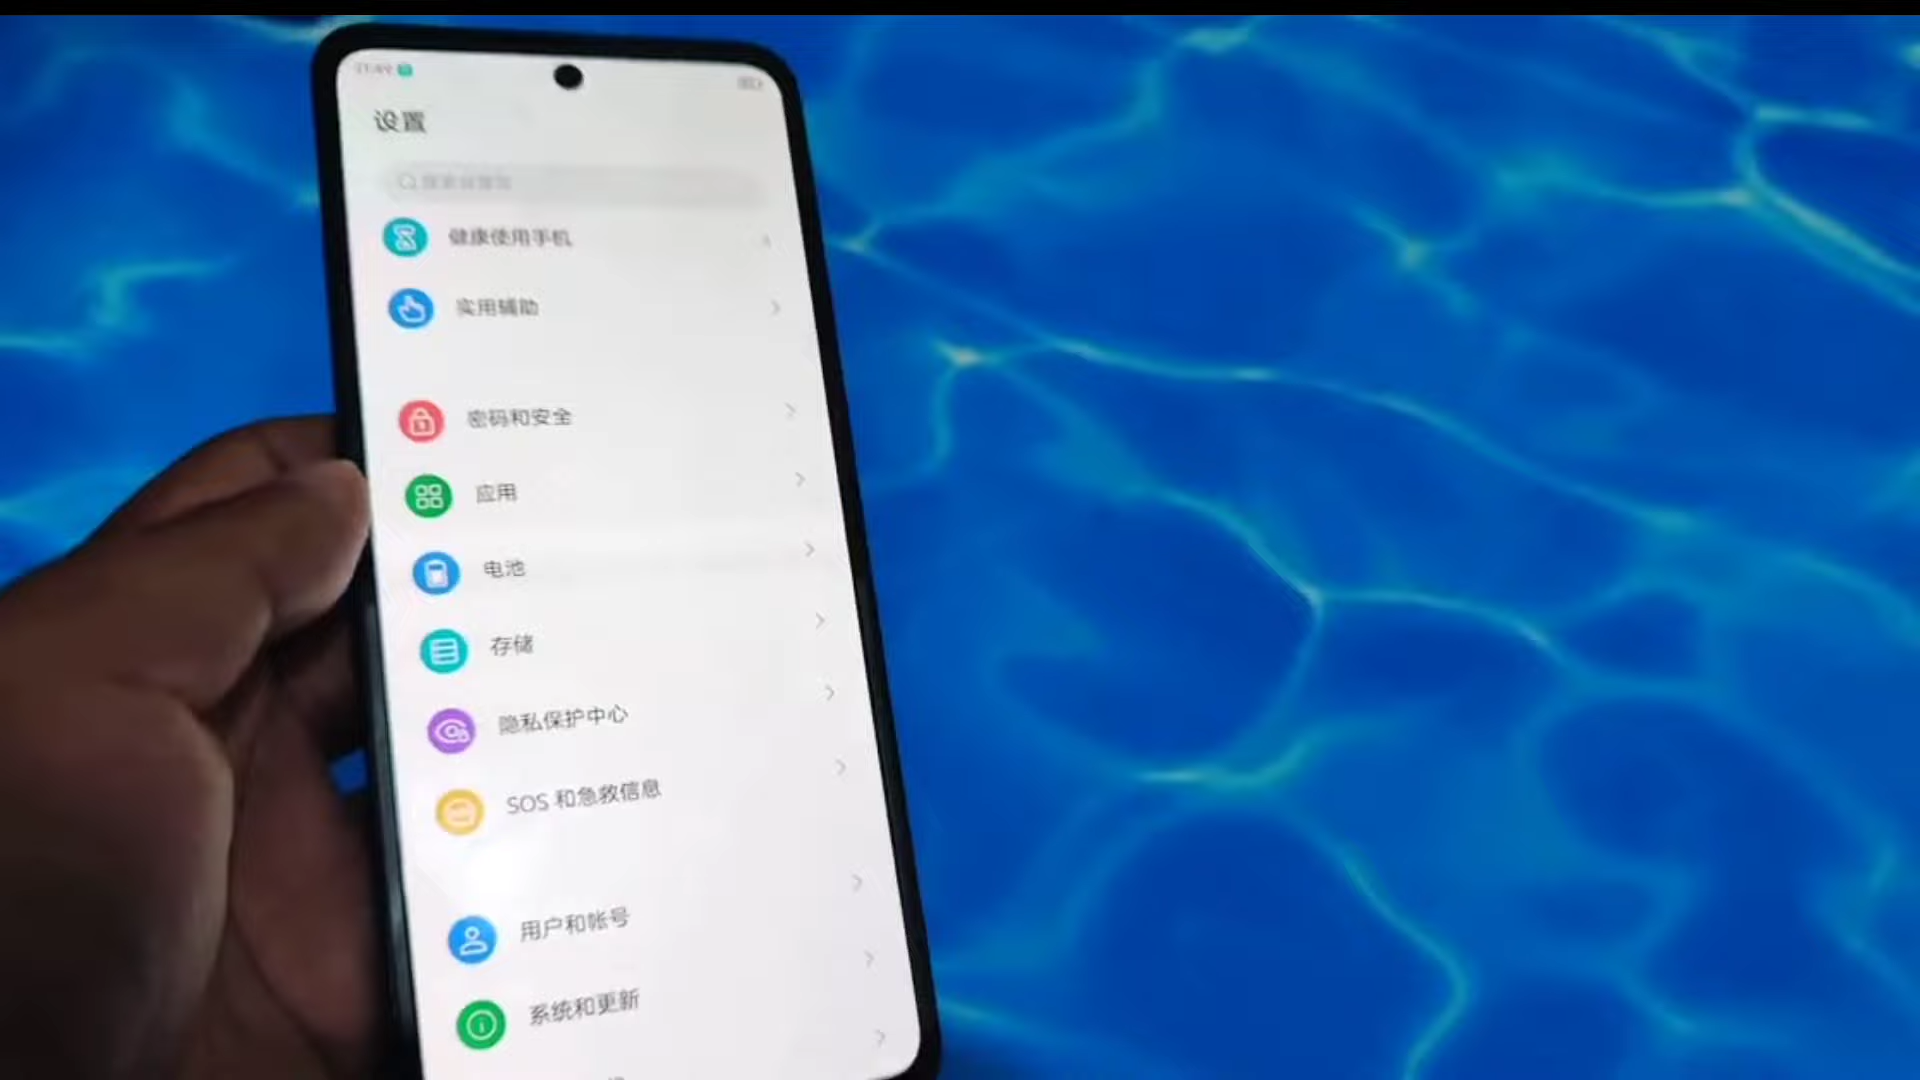 设置
健康使用手机
实用辅助
密码和安全
应用
电池
存储
隐私保护中心
SOS 和急救信息
用户和帐号
系统和更新